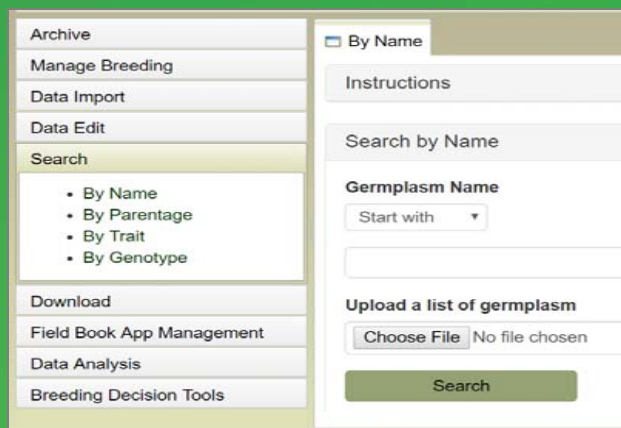 Archive
Manage Breeding
Data Import
Data Edit
Search
• By Name
• By Parentage
• By Trait
• By Genotype
Download
Field Book App Management
Data Analysis
Breeding Decision Tools
By Name
Instructions
Search by Name
Germplasm Name
Start with
Upload a list of germplasm
Choose File No file chosen
Search